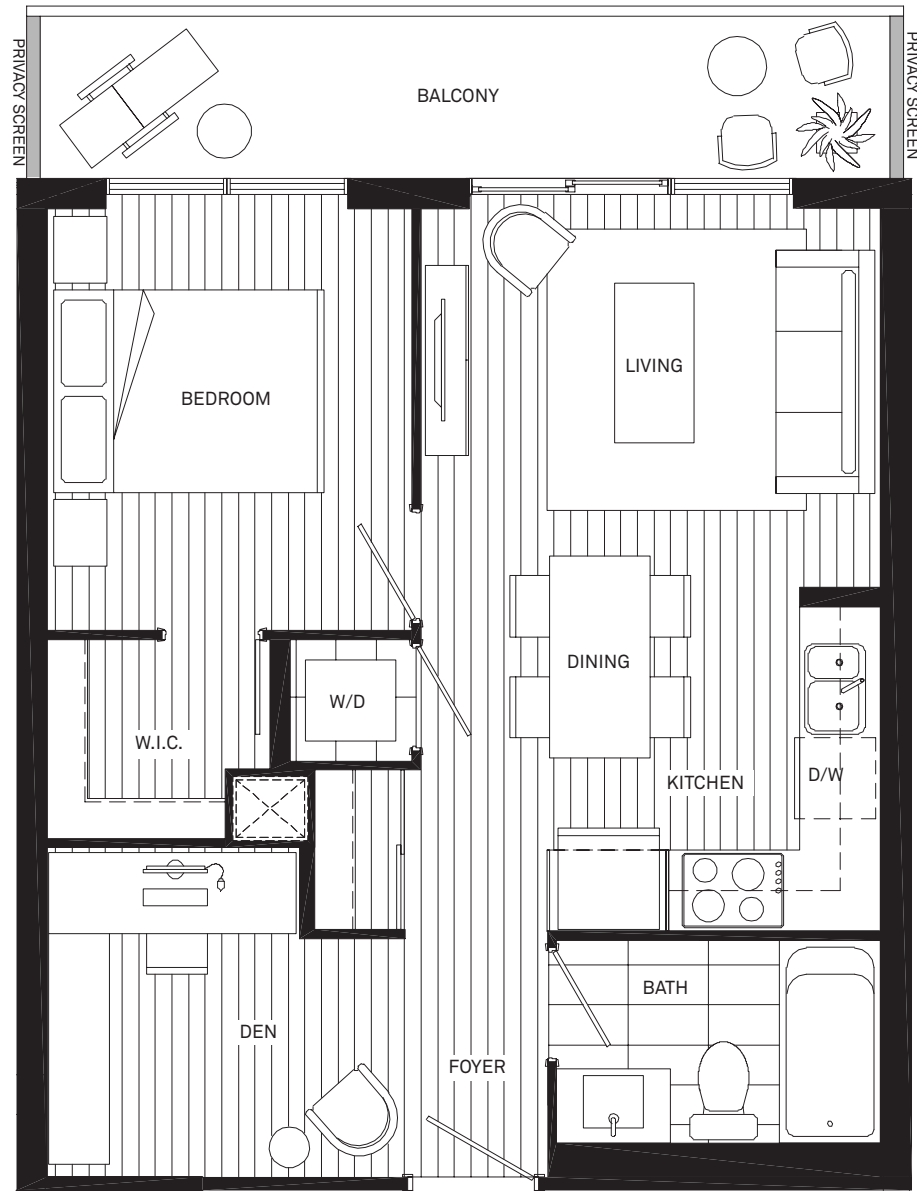 PRIVACY SCREEN
BALCONY
PRIVACY SCREEN
LIVING
BEDROOM
DINING
W/D
W.I.C.
KITCHEN
D/W
BATH
DEN
FOYER